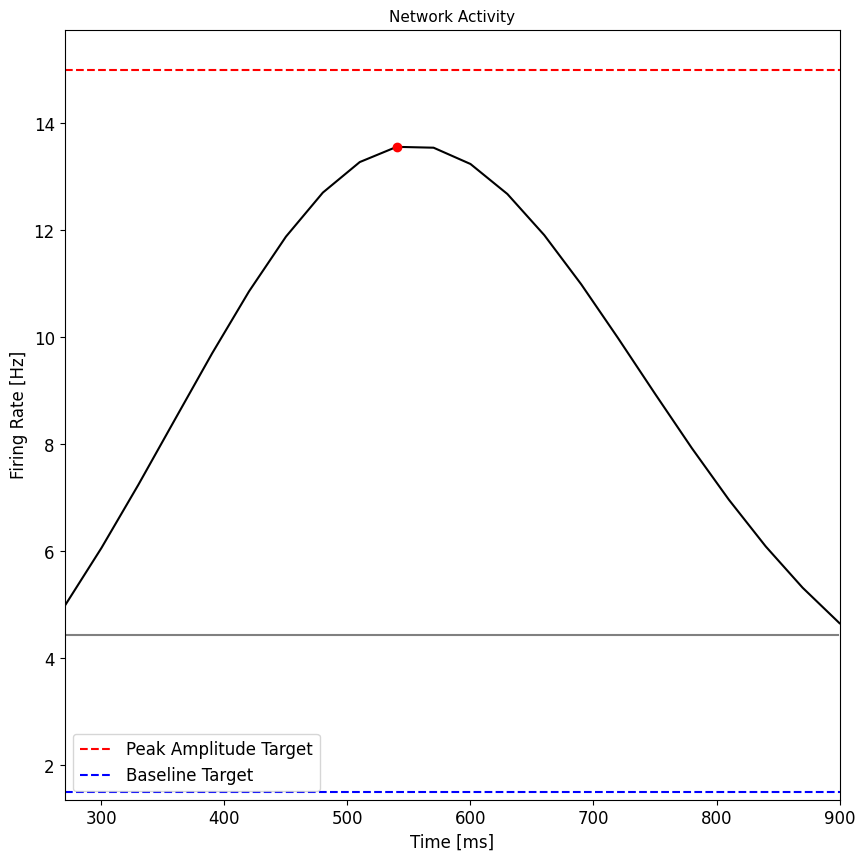 Network Activity
14
12
10
8
6
4
2
Firing Rate [Hz]
Peak Amplitude Target
Baseline Target
300 400 500 600 700 800 900
Time [ms]